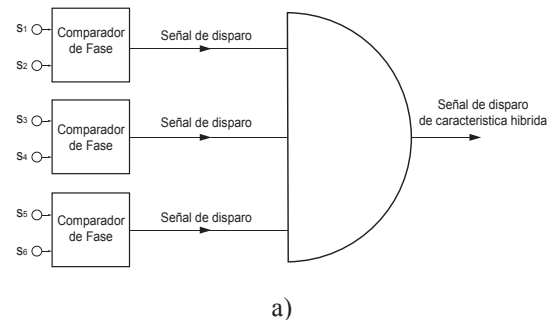 S1
S2
Comparador
de Fase
Señal de disparo
S3
S4
Comparador
de Fase
Señal de disparo
S5
S6
Comparador
de Fase
Señal de disparo
Señal de disparo
de caracteristica hibrida
a)